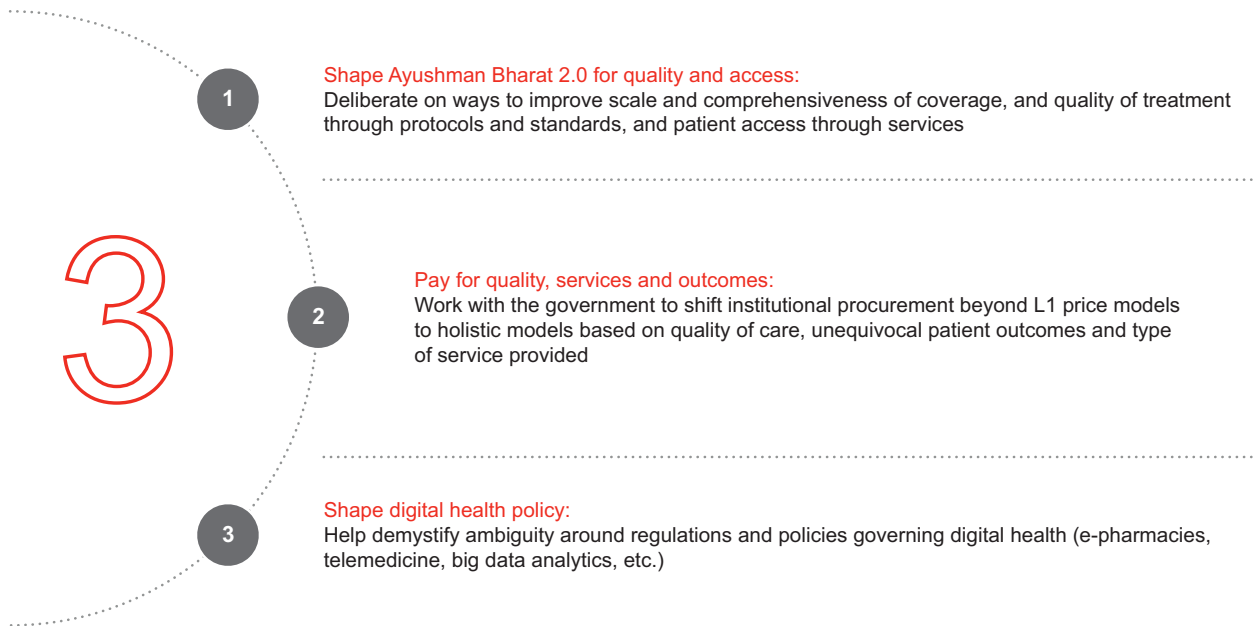 3
1
Shape Ayushman Bharat 2.0 for quality and access:
Deliberate on ways to improve scale and comprehensiveness of coverage, and quality of treatment
through protocols and standards, and patient access through services
2
Pay for quality, services and outcomes:
Work with the government to shift institutional procurement beyond L1 price models
to holistic models based on quality of care, unequivocal patient outcomes and type
of service provided
3
Shape digital health policy:
Help demystify ambiguity around regulations and policies governing digital health (e-pharmacies,
telemedicine, big data analytics, etc.)